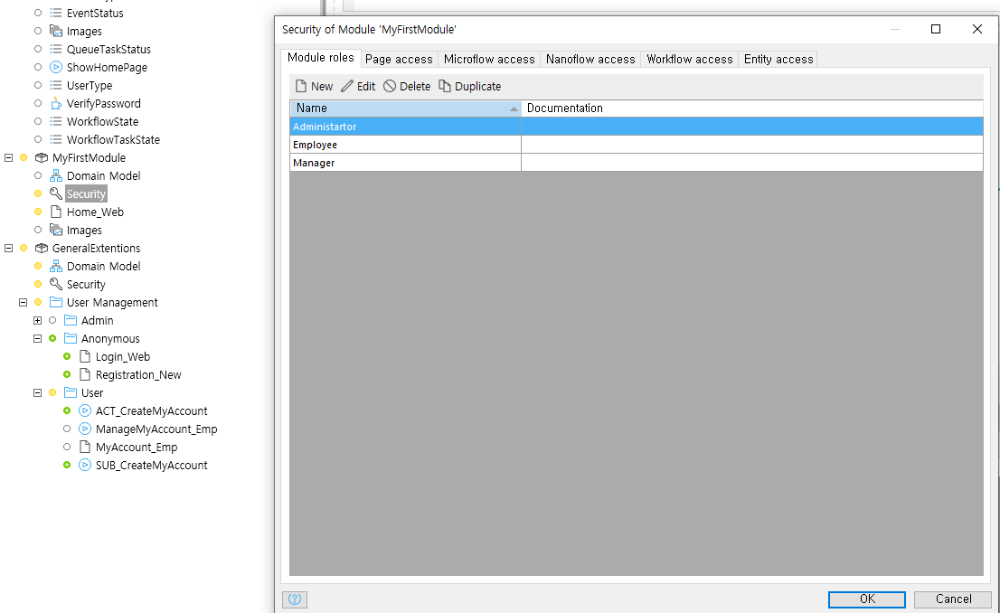 EventStatus
Images
QueueTaskStatus
ShowHomePage
UserType
VerifyPassword
WorkflowState
WorkflowTaskState
MyFirstModule
Domain Model
Security
Home_Web
Images
GeneralExtentions
Domain Model
Security
User Management
Admin
Anonymous
Login_Web
Registration_New
User
ACT_CreateMyAccount
ManageMyAccount_Emp
MyAccount_Emp
SUB_CreateMyAccount
Security of Module 'MyFirstModule'
Module roles Page access Microflow access Nanoflow access Workflow access Entity access
New Edit Delete Duplicate
Name Documentation
Administartor
Employee
Manager
OK Cancel